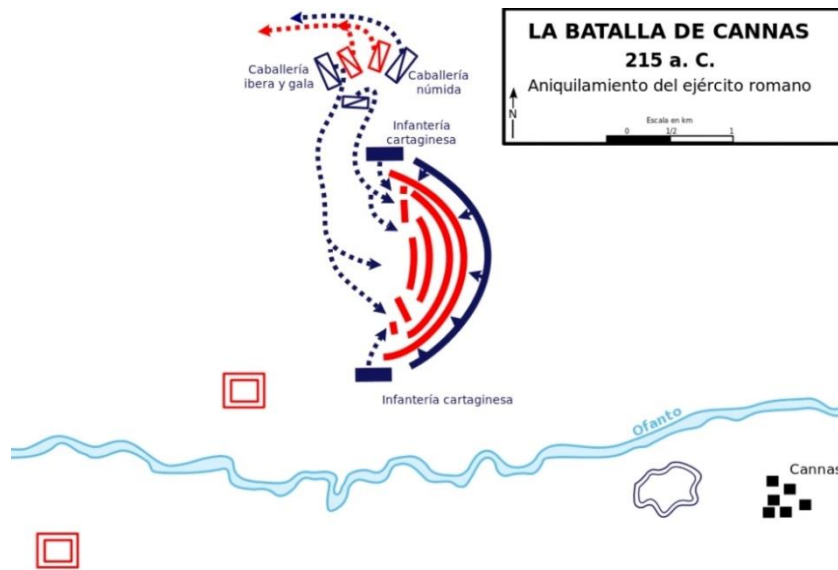 LA BATALLA DE CANNAS
215 a. C.
Aniquilamiento del ejército romano
N
Escala en km
0 1/2 1
Caballería
ibera y gala
Caballería
númida
Infantería
cartaginesa
Infantería cartaginesa
Ofanto
Cannas